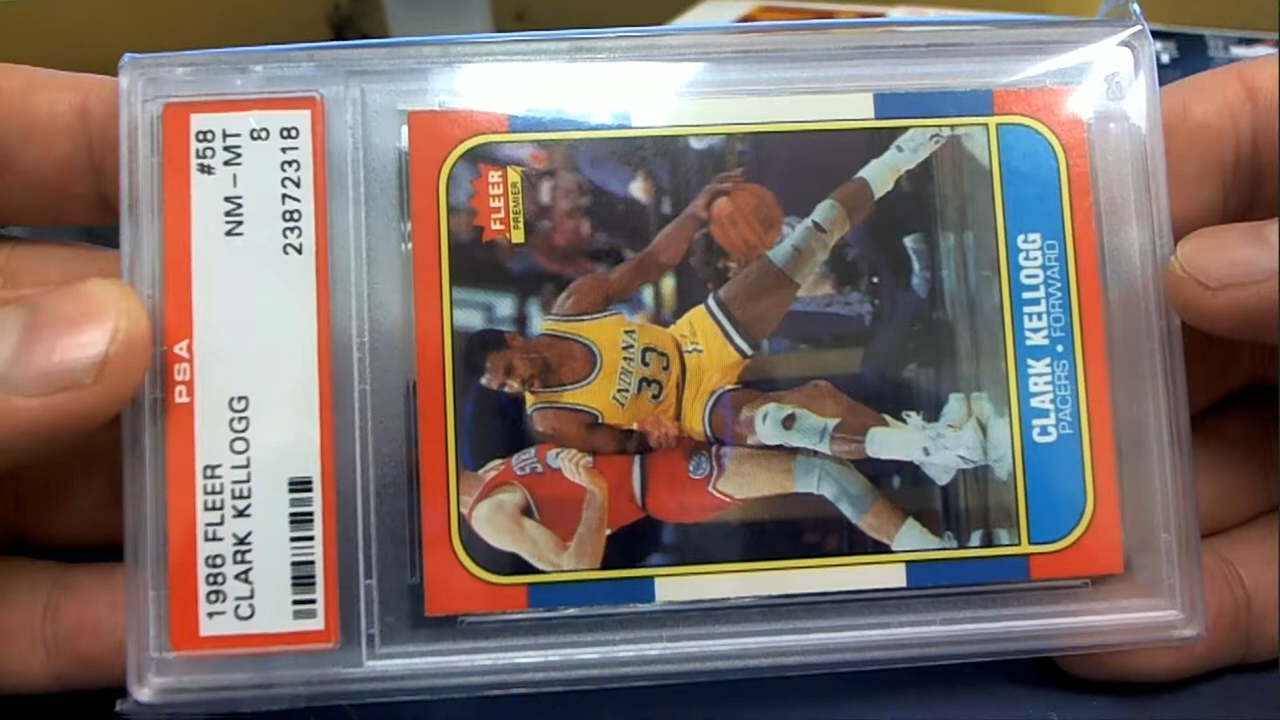 1986 FLEER #58
CLARK KELLOGG NM - MT
8
23872318
PSA
FLEER
PREMIER
INDIANA
33
CLARK KELLOGG
PACERS • FORWARD